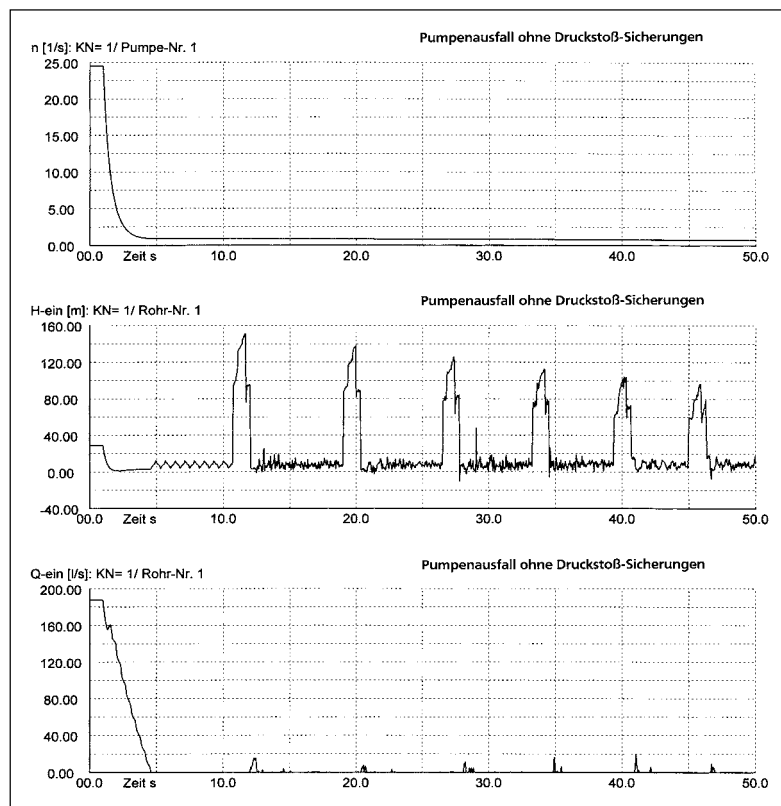 Pumpenausfall ohne Druckstoß-Sicherungen
n [1/s]: KN= 1/ Pumpe-Nr. 1
25.00
20.00
15.00
10.00
5.00
0.00
00.0 Zeit s 10.0 20.0 30.0 40.0 50.0
H-ein [m]: KN= 1/ Rohr-Nr. 1 Pumpenausfall ohne Druckstoß-Sicherungen
160.00
120.00
80.00
40.00
0.00
-40.00
00.0 Zeit s 10.0 20.0 30.0 40.0 50.0
Pumpenausfall ohne Druckstoß-Sicherungen
Q-ein [l/s]: KN= 1/ Rohr-Nr. 1
200.00
160.00
120.00
80.00
40.00
0.00
00.0 Zeit s 10.0 20.0 30.0 40.0 50.0